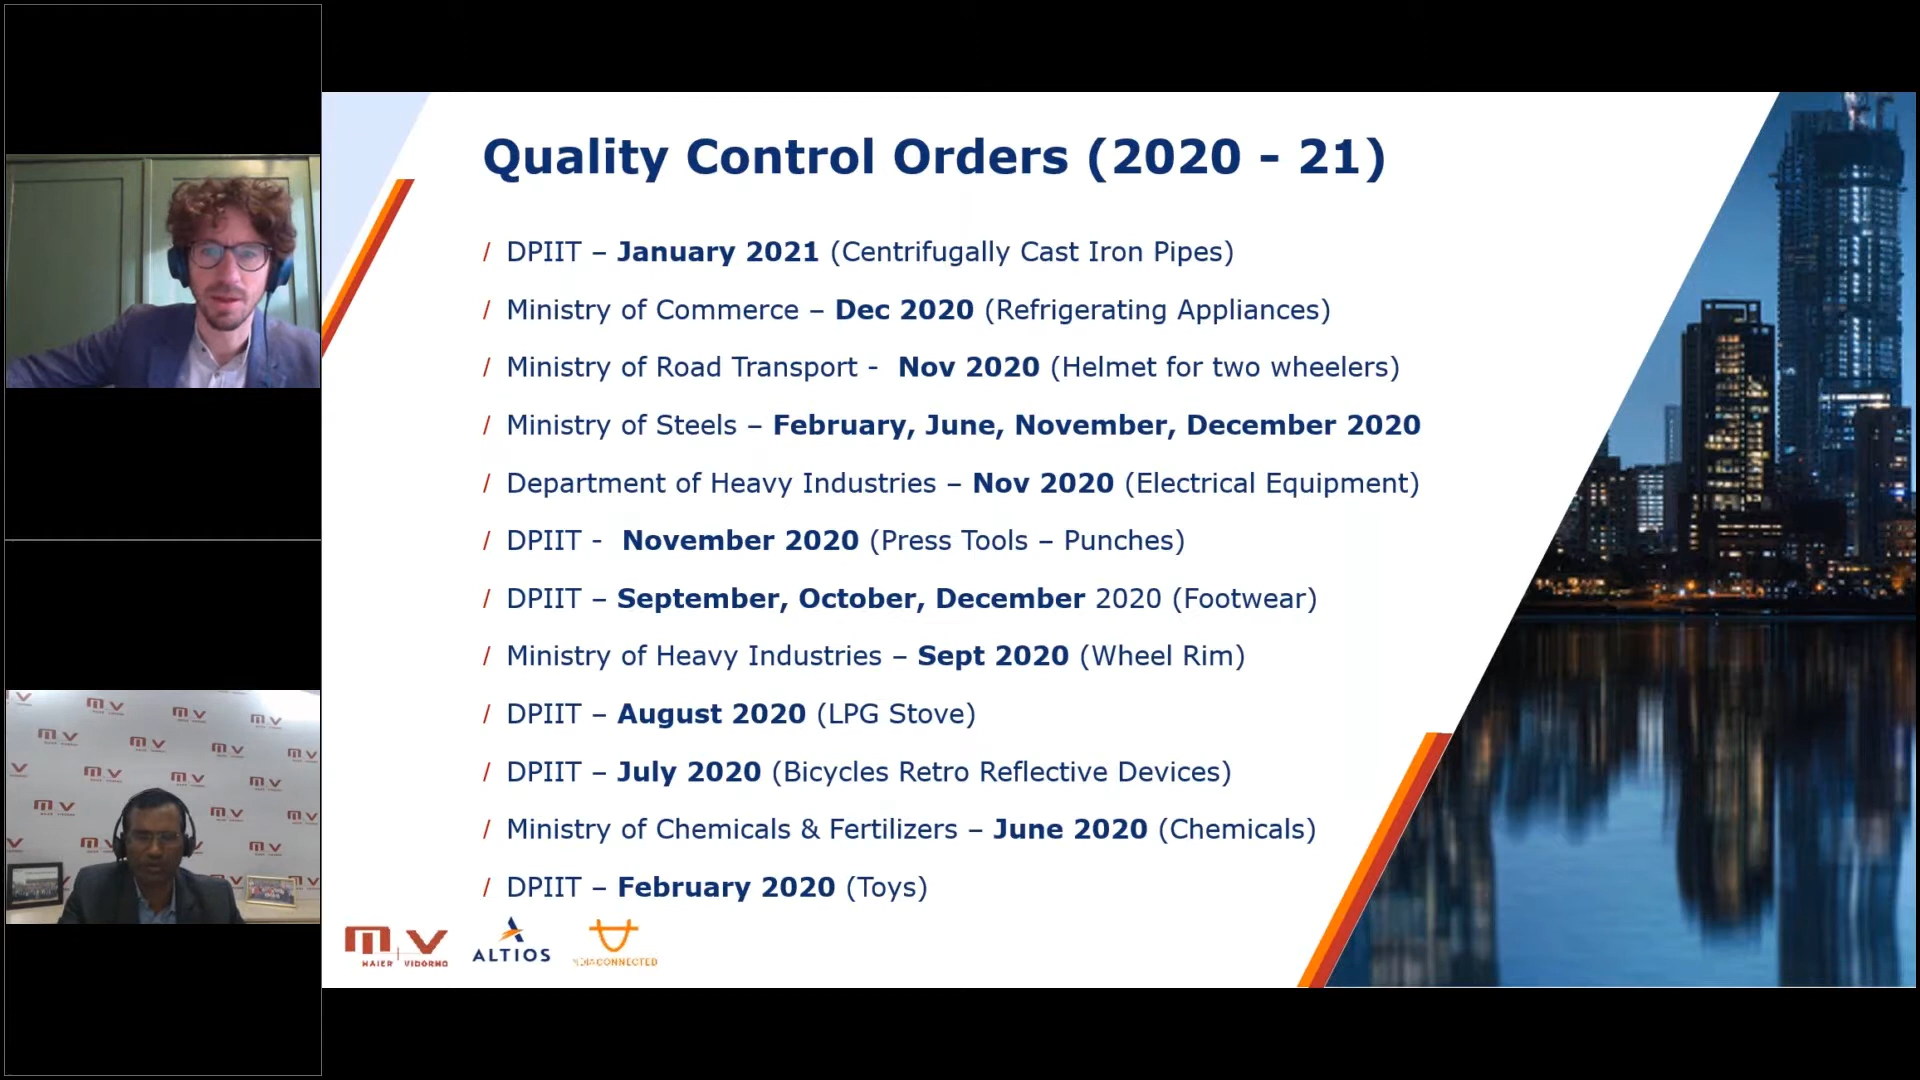 Quality Control Orders (2020 - 21)
/ DPIIT – January 2021 (Centrifugally Cast Iron Pipes)
/ Ministry of Commerce – Dec 2020 (Refrigerating Appliances)
/ Ministry of Road Transport - Nov 2020 (Helmet for two wheelers)
/ Ministry of Steels – February, June, November, December 2020
/ Department of Heavy Industries – Nov 2020 (Electrical Equipment)
/ DPIIT - November 2020 (Press Tools – Punches)
/ DPIIT – September, October, December 2020 (Footwear)
/ Ministry of Heavy Industries – Sept 2020 (Wheel Rim)
/ DPIIT – August 2020 (LPG Stove)
/ DPIIT – July 2020 (Bicycles Retro Reflective Devices)
/ Ministry of Chemicals & Fertilizers – June 2020 (Chemicals)
/ DPIIT – February 2020 (Toys)
M V
MAIER VIDORNO
ALTIOS
INDIACONNECTED